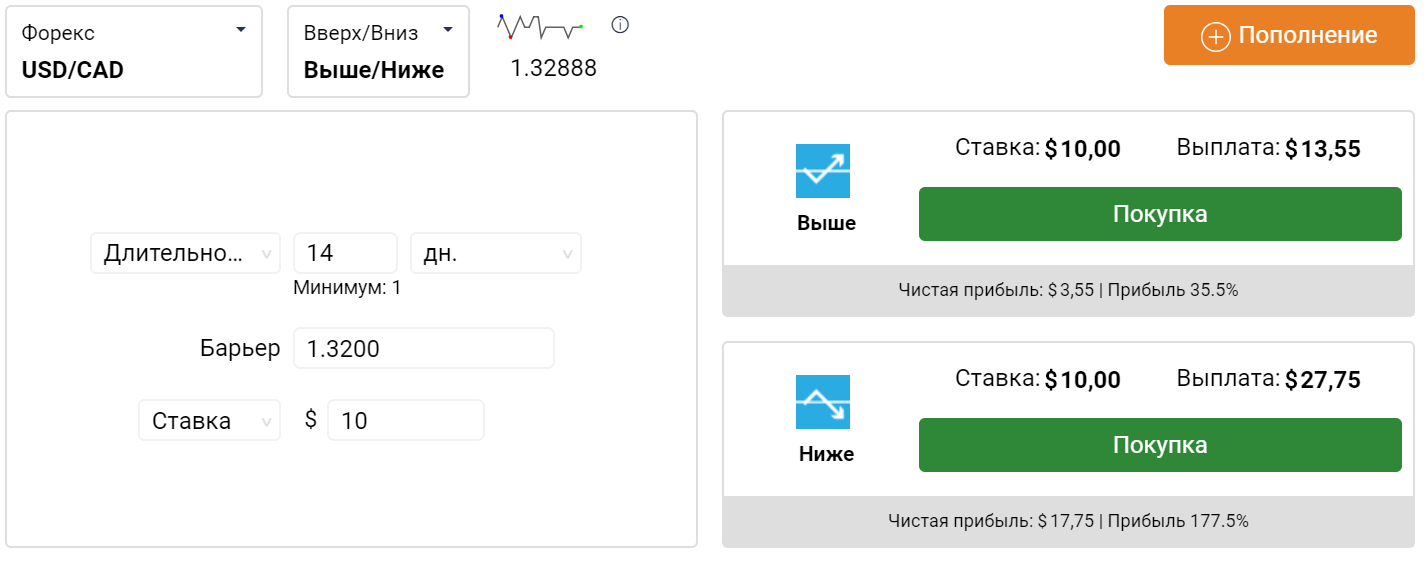 Форекс
USD/CAD
Вверх/Вниз
Выше/Ниже
1.32888
Пополнение
Длительно...
14
дн.
Минимум: 1
Барьер
1.3200
Ставка
$
10
Ставка: $10,00 Выплата: $13,55
Выше
Покупка
Чистая прибыль: $3,55 | Прибыль 35.5%
Ставка: $10,00 Выплата: $27,75
Ниже
Покупка
Чистая прибыль: $17,75 | Прибыль 177.5%